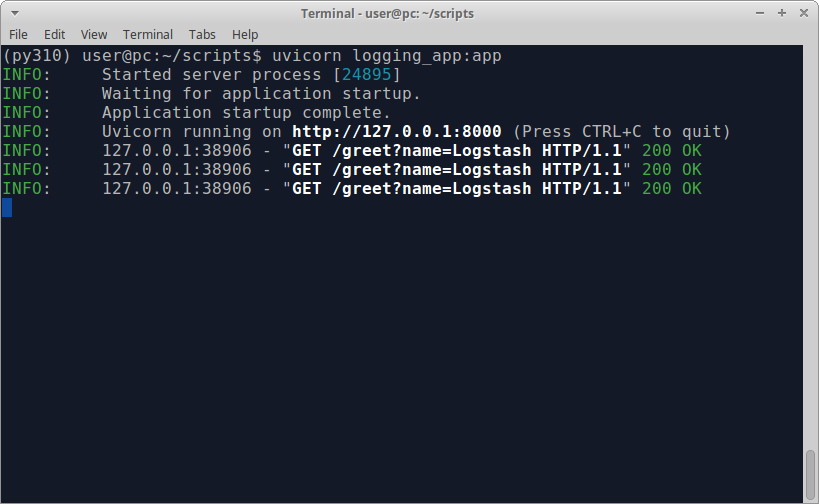 Terminal - user@pc: ~/scripts
File Edit View Terminal Tabs Help
(py310) user@pc:~/scripts$ uvicorn logging_app:app
INFO:     Started server process [24895]
INFO:     Waiting for application startup.
INFO:     Application startup complete.
INFO:     Uvicorn running on http://127.0.0.1:8000 (Press CTRL+C to quit)
INFO:     127.0.0.1:38906 - "GET /greet?name=Logstash HTTP/1.1" 200 OK
INFO:     127.0.0.1:38906 - "GET /greet?name=Logstash HTTP/1.1" 200 OK
INFO:     127.0.0.1:38906 - "GET /greet?name=Logstash HTTP/1.1" 200 OK